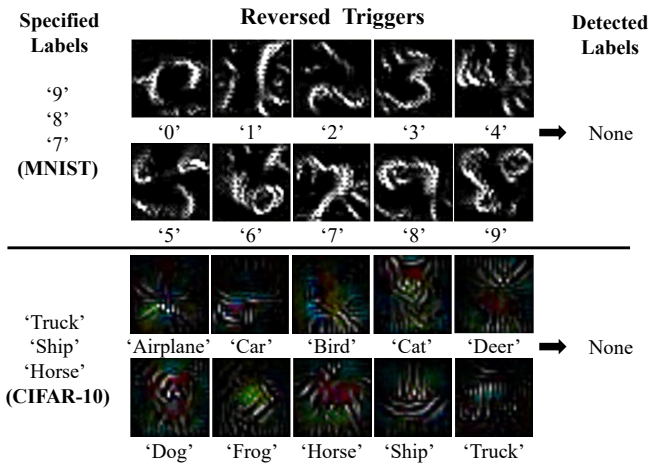 Specified
Labels
Reversed Triggers
Detected
Labels
‘9’
‘8’
‘7’
(MNIST)
‘0’ ‘1’ ‘2’ ‘3’ ‘4’
None
‘5’ ‘6’ ‘7’ ‘8’ ‘9’
‘Truck’
‘Ship’
‘Horse’
(CIFAR-10)
‘Airplane’ ‘Car’ ‘Bird’ ‘Cat’ ‘Deer’
None
‘Dog’ ‘Frog’ ‘Horse’ ‘Ship’ ‘Truck’